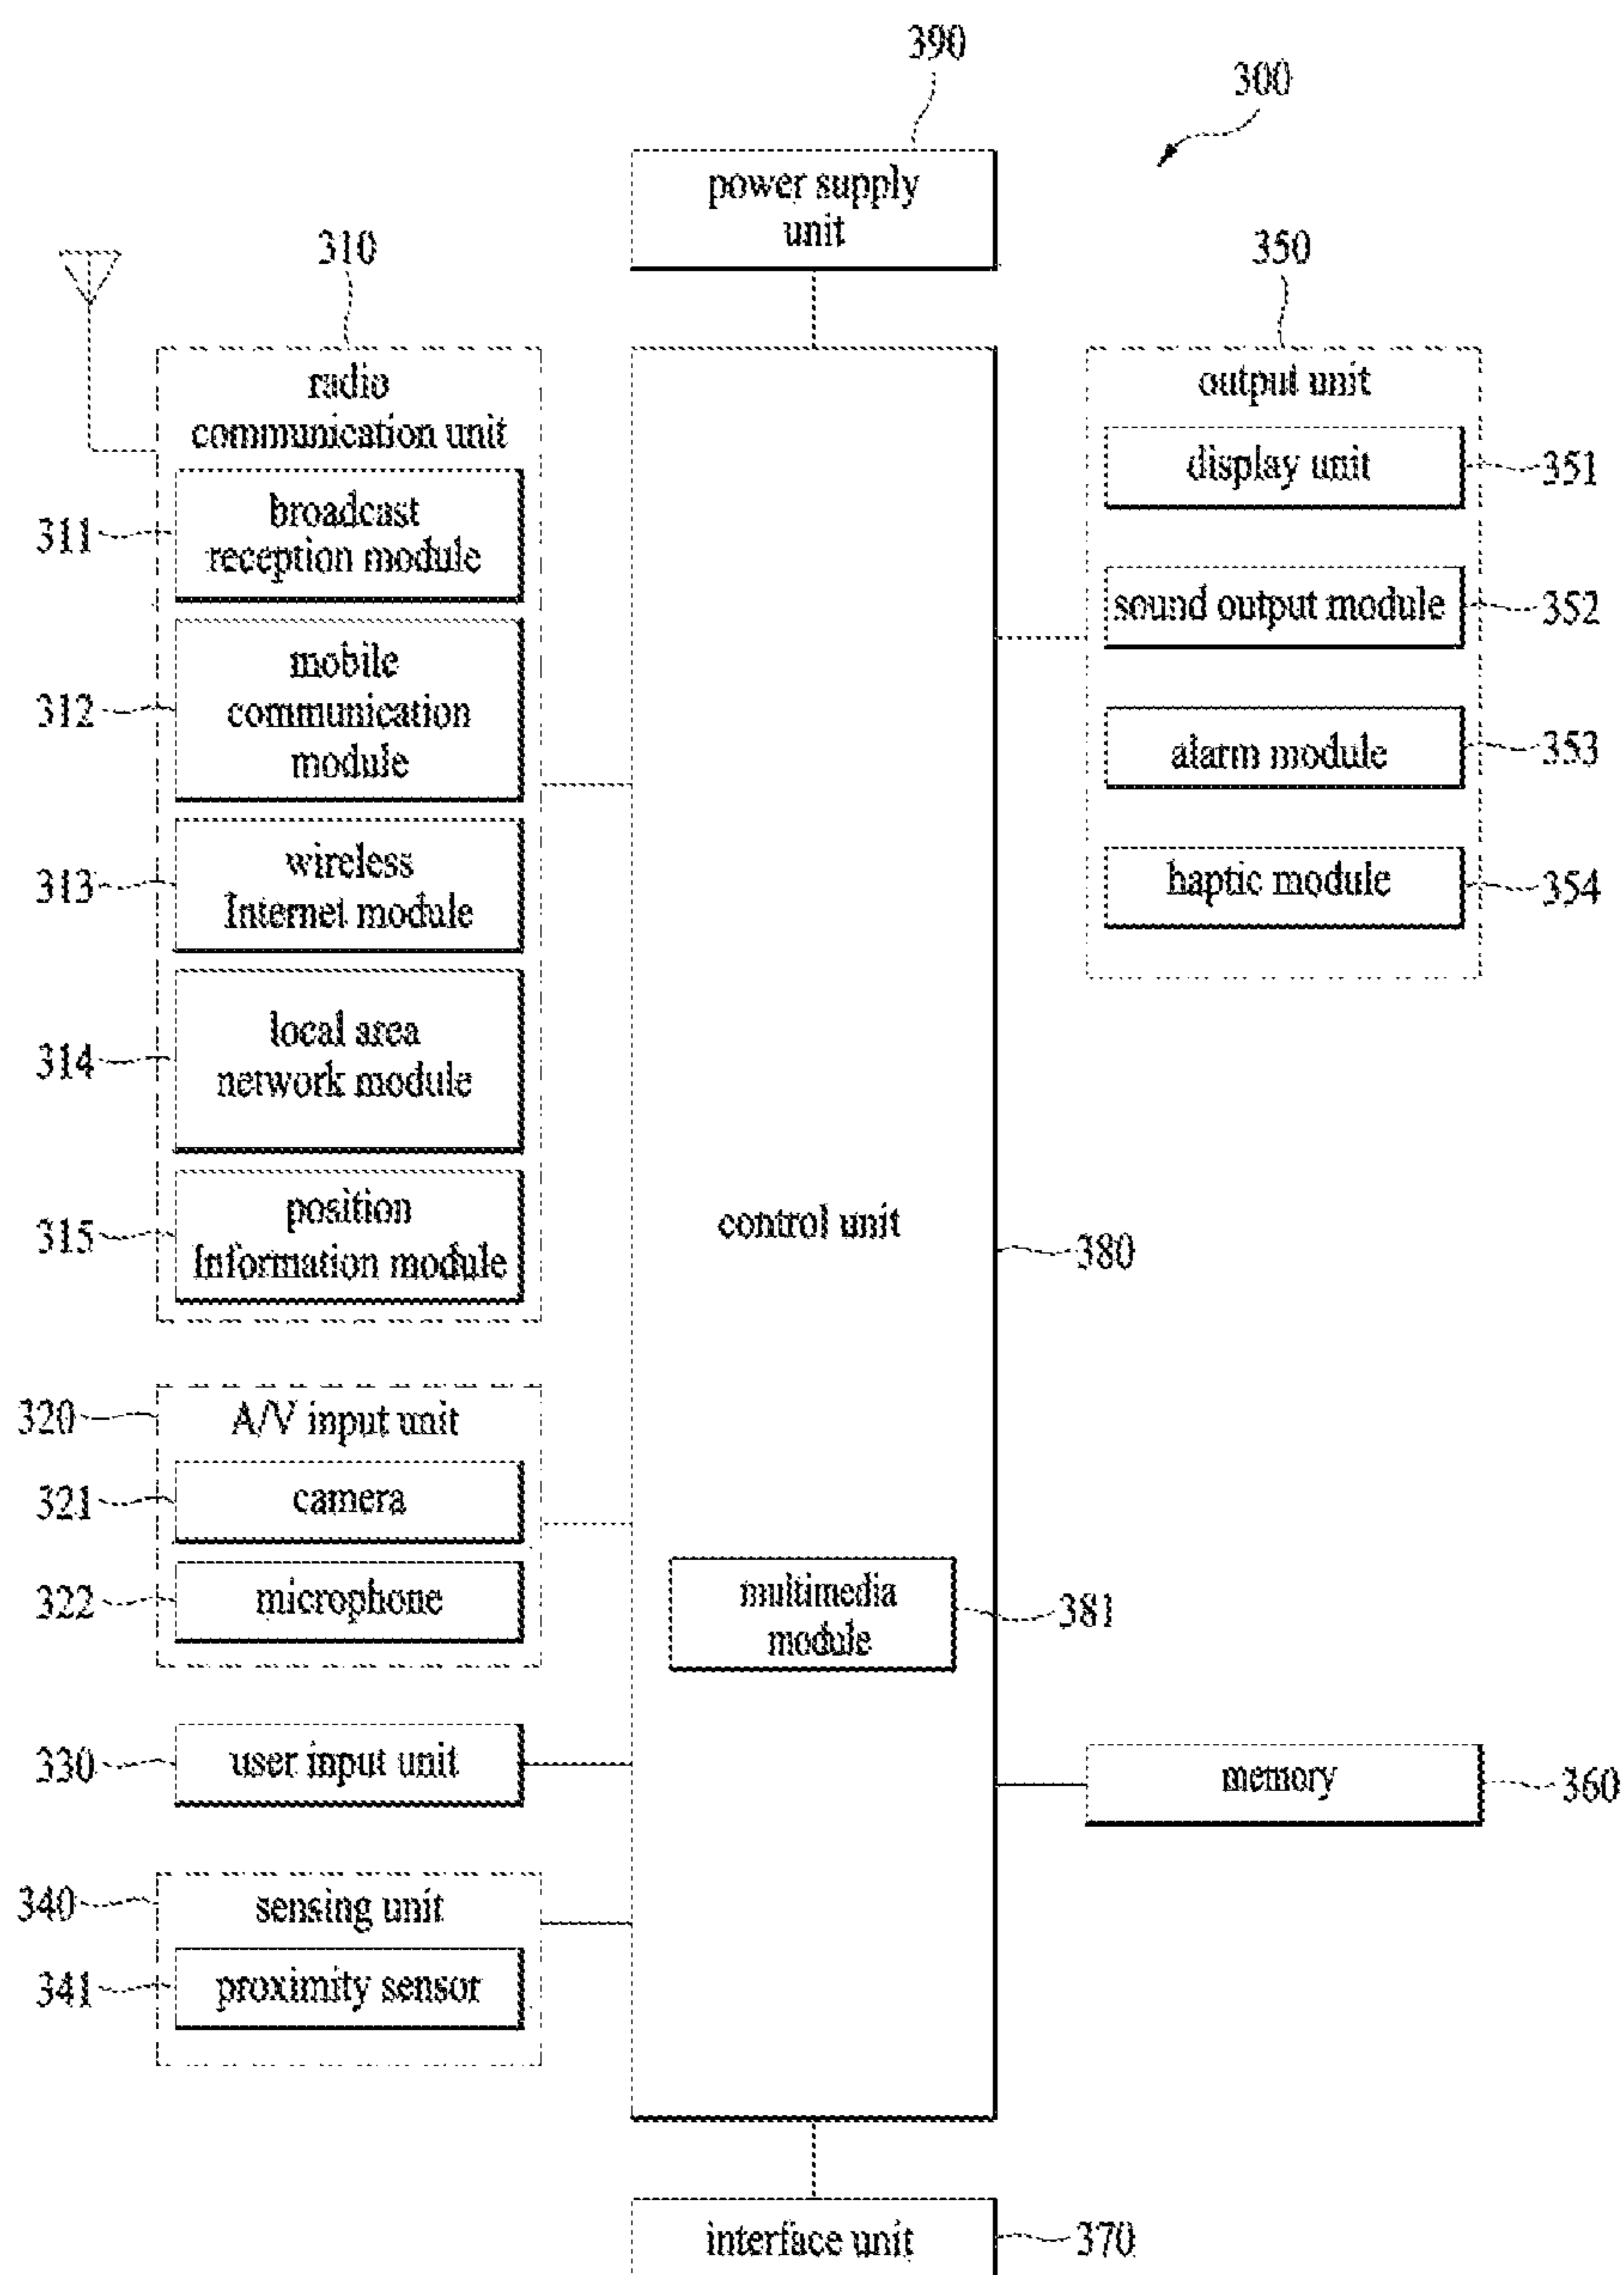 390
300
power supply
unit
310
350
radio
communication unit
311
broadcast
reception module
312
mobile
communication
module
313
wireless
Internet module
314
local area
network module
315
position
Information module
output unit
display unit
351
sound output module
352
alarm module
353
haptic module
354
control unit
380
320
A/V input unit
321
camera
322
microphone
multimedia
module
381
330
user input unit
memory
360
340
sensing unit
341
proximity sensor
interface unit
370